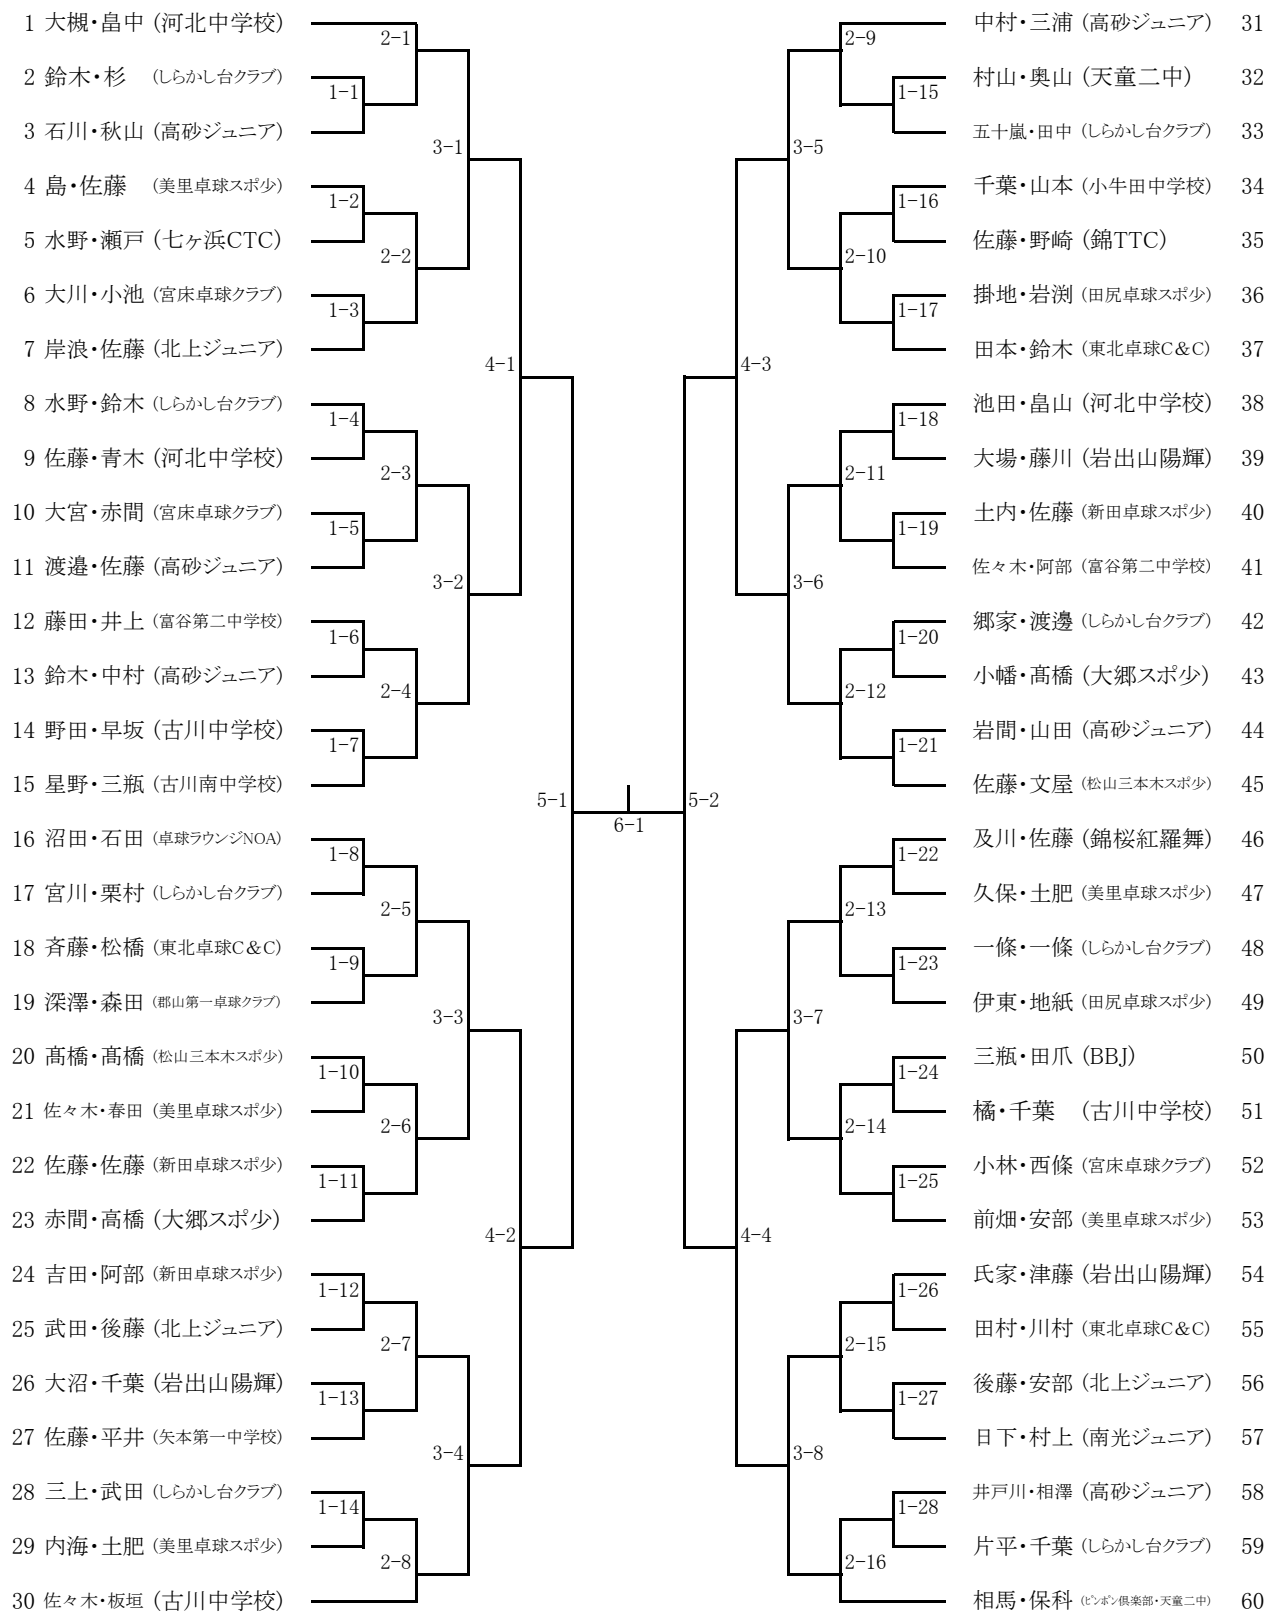 1 大槻・畠中 (河北中学校)
2 鈴木・杉 (しらかし台クラブ)
3 石川・秋山 (高砂ジュニア)
4 島・佐藤 (美里卓球スポ少)
5 水野・瀬戸 (七ヶ浜CTC)
6 大川・小池 (宮床卓球クラブ)
7 岸浪・佐藤 (北上ジュニア)
8 水野・鈴木 (しらかし台クラブ)
9 佐藤・青木 (河北中学校)
10 大宮・赤間 (宮床卓球クラブ)
11 渡邉・佐藤 (高砂ジュニア)
12 藤田・井上 (富谷第二中学校)
13 鈴木・中村 (高砂ジュニア)
14 野田・早坂 (古川中学校)
15 星野・三瓶 (古川南中学校)
16 沼田・石田 (卓球ラウンジNOA)
17 宮川・栗村 (しらかし台クラブ)
18 斉藤・松橋 (東北卓球C&C)
19 深澤・森田 (郡山第一卓球クラブ)
20 髙橋・髙橋 (松山三本木スポ少)
21 佐々木・春田 (美里卓球スポ少)
22 佐藤・佐藤 (新田卓球スポ少)
23 赤間・高橋 (大郷スポ少)
24 吉田・阿部 (新田卓球スポ少)
25 武田・後藤 (北上ジュニア)
26 大沼・千葉 (岩出山陽輝)
27 佐藤・平井 (矢本第一中学校)
28 三上・武田 (しらかし台クラブ)
29 内海・土肥 (美里卓球スポ少)
30 佐々木・板垣 (古川中学校)
1-1
1-2
1-3
1-4
1-5
1-6
1-7
1-8
1-9
1-10
1-11
1-12
1-13
1-14
2-1
2-2
2-3
2-4
2-5
2-6
2-7
2-8
3-1
3-2
3-3
3-4
4-1
4-2
5-1
6-1
5-2
4-3
4-4
3-5
3-6
3-7
3-8
2-9
2-10
2-11
2-12
2-13
2-14
2-15
2-16
1-15
1-16
1-17
1-18
1-19
1-20
1-21
1-22
1-23
1-24
1-25
1-26
1-27
1-28
中村・三浦 (高砂ジュニア) 31
村山・奥山 (天童二中) 32
五十嵐・田中 (しらかし台クラブ) 33
千葉・山本 (小牛田中学校) 34
佐藤・野崎 (錦TTC) 35
掛地・岩渕 (田尻卓球スポ少) 36
田本・鈴木 (東北卓球C&C) 37
池田・畠山 (河北中学校) 38
大場・藤川 (岩出山陽輝) 39
土内・佐藤 (新田卓球スポ少) 40
佐々木・阿部 (富谷第二中学校) 41
郷家・渡邊 (しらかし台クラブ) 42
小幡・髙橋 (大郷スポ少) 43
岩間・山田 (高砂ジュニア) 44
佐藤・文屋 (松山三本木スポ少) 45
及川・佐藤 (錦桜紅羅舞) 46
久保・土肥 (美里卓球スポ少) 47
一條・一條 (しらかし台クラブ) 48
伊東・地紙 (田尻卓球スポ少) 49
三瓶・田爪 (BBJ) 50
橘・千葉 (古川中学校) 51
小林・西條 (宮床卓球クラブ) 52
前畑・安部 (美里卓球スポ少) 53
氏家・津藤 (岩出山陽輝) 54
田村・川村 (東北卓球C&C) 55
後藤・安部 (北上ジュニア) 56
日下・村上 (南光ジュニア) 57
井戸川・相澤 (高砂ジュニア) 58
片平・千葉 (しらかし台クラブ) 59
相馬・保科 (ピンポン倶楽部・天童二中) 60